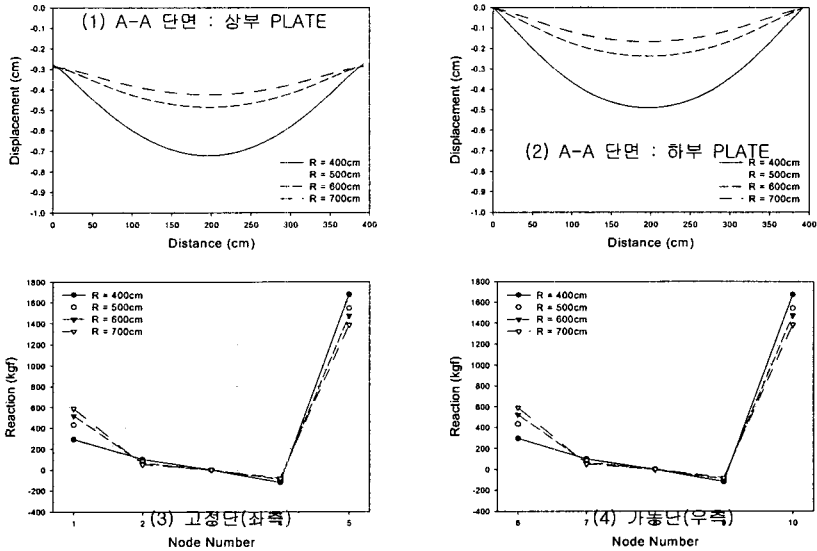 (1) A-A 단면 : 상부 PLATE
0.0
-0.1
-0.2
-0.3
-0.4
-0.5
-0.6
-0.7
-0.8
-0.9
-1.0
Displacement (cm)
R = 400cm
R = 500cm
R = 600cm
R = 700cm
0 50 100 150 200 250 300 350 400
Distance (cm)
0.0
-0.1
-0.2
-0.3
-0.4
-0.5
-0.6
-0.7
-0.8
-0.9
-1.0
Displacement (cm)
(2) A-A 단면 : 하부 PLATE
R = 400cm
R = 500cm
R = 600cm
R = 700cm
0 50 100 150 200 250 300 350 400
Distance (cm)
1800
1600
1400
1200
1000
800
600
400
200
0
-200
-400
Reaction (kgf)
R = 400cm
R = 500cm
R = 600cm
R = 700cm
(3) 고정단(좌측)
1 2 5
Node Number
1800
1600
1400
1200
1000
800
600
400
200
0
-200
-400
Reaction (kgf)
R = 400cm
R = 500cm
R = 600cm
R = 700cm
(4) 가동단(우측)
6 7 9 10
Node Number